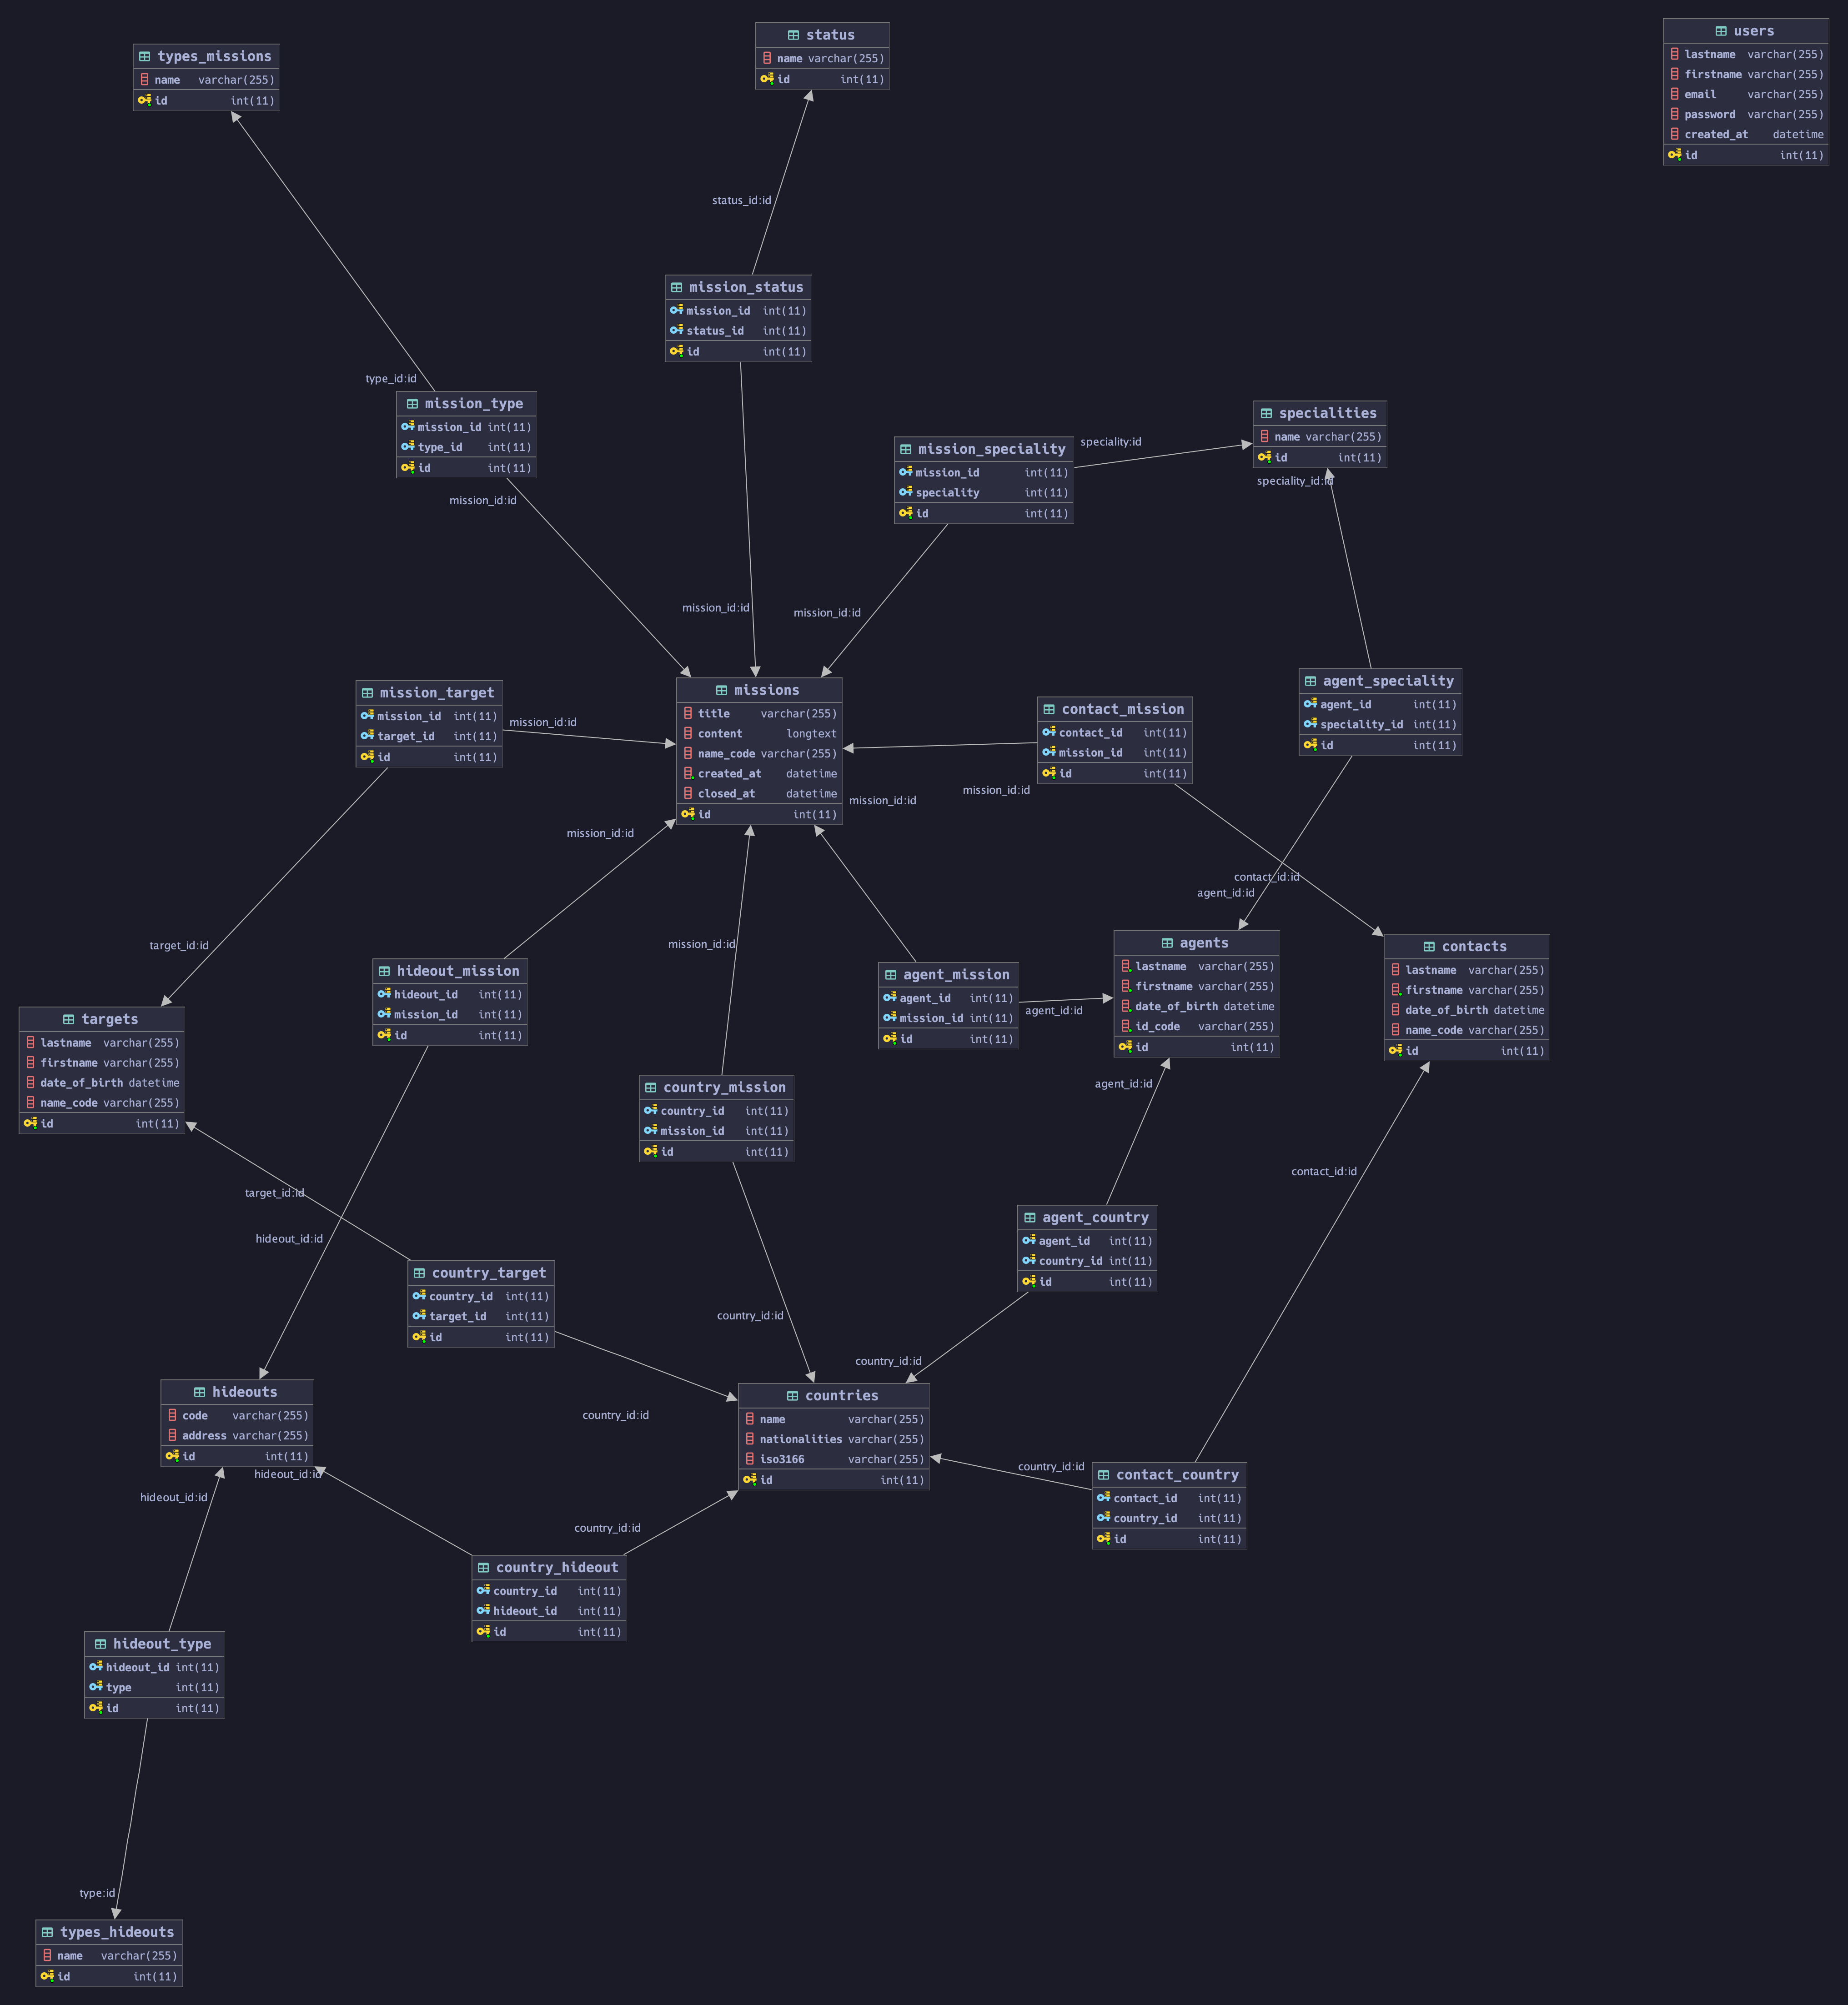 types_missions
name varchar(255)
id int(11)
status
name varchar(255)
id int(11)
users
lastname varchar(255)
firstname varchar(255)
email varchar(255)
password varchar(255)
created_at datetime
id int(11)
status_id:id
mission_status
mission_id int(11)
status_id int(11)
id int(11)
type_id:id
mission_type
mission_id int(11)
type_id int(11)
id int(11)
mission_id:id
mission_speciality
mission_id int(11)
speciality int(11)
id int(11)
speciality:id
specialities
name varchar(255)
id int(11)
speciality_id:id
mission_id:id
mission_id:id
mission_target
mission_id int(11)
target_id int(11)
id int(11)
mission_id:id
missions
title varchar(255)
content longtext
name_code varchar(255)
created_at datetime
closed_at datetime
id int(11)
contact_mission
contact_id int(11)
mission_id int(11)
id int(11)
agent_speciality
agent_id int(11)
speciality_id int(11)
id int(11)
mission_id:id
mission_id:id
mission_id:id
contact_id:id
agent_id:id
target_id:id
mission_id:id
hideout_mission
hideout_id int(11)
mission_id int(11)
id int(11)
agent_mission
agent_id int(11)
mission_id int(11)
id int(11)
agent_id:id
agents
lastname varchar(255)
firstname varchar(255)
date_of_birth datetime
id_code varchar(255)
id int(11)
contacts
lastname varchar(255)
firstname varchar(255)
date_of_birth datetime
name_code varchar(255)
id int(11)
targets
lastname varchar(255)
firstname varchar(255)
date_of_birth datetime
name_code varchar(255)
id int(11)
country_mission
country_id int(11)
mission_id int(11)
id int(11)
agent_id:id
contact_id:id
target_id:id
hideout_id:id
agent_country
agent_id int(11)
country_id int(11)
id int(11)
country_target
country_id int(11)
target_id int(11)
id int(11)
country_id:id
country_id:id
country_id:id
hideouts
code varchar(255)
address varchar(255)
id int(11)
hideout_id:id
hideout_id:id
countries
name varchar(255)
nationalities varchar(255)
iso3166 varchar(255)
id int(11)
country_id:id
contact_country
contact_id int(11)
country_id int(11)
id int(11)
country_id:id
country_hideout
country_id int(11)
hideout_id int(11)
id int(11)
hideout_type
hideout_id int(11)
type int(11)
id int(11)
type:id
types_hideouts
name varchar(255)
id int(11)